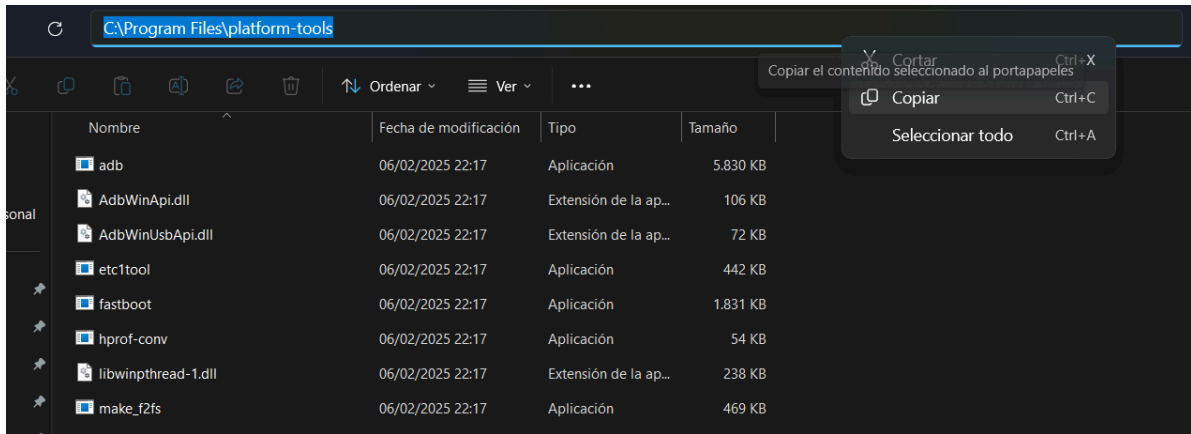 C:\Program Files\platform-tools
Cortar Ctrl+X
Copiar el contenido seleccionado al portapapeles
Copiar Ctrl+C
Seleccionar todo Ctrl+A
Ordenar Ver
Nombre Fecha de modificación Tipo Tamaño
adb 06/02/2025 22:17 Aplicación 5.830 KB
AdbWinApi.dll 06/02/2025 22:17 Extensión de la ap... 106 KB
sonal
AdbWinUsbApi.dll 06/02/2025 22:17 Extensión de la ap... 72 KB
etc1tool 06/02/2025 22:17 Aplicación 442 KB
fastboot 06/02/2025 22:17 Aplicación 1.831 KB
hprof-conv 06/02/2025 22:17 Aplicación 54 KB
libwinpthread-1.dll 06/02/2025 22:17 Extensión de la ap... 238 KB
make_f2fs 06/02/2025 22:17 Aplicación 469 KB